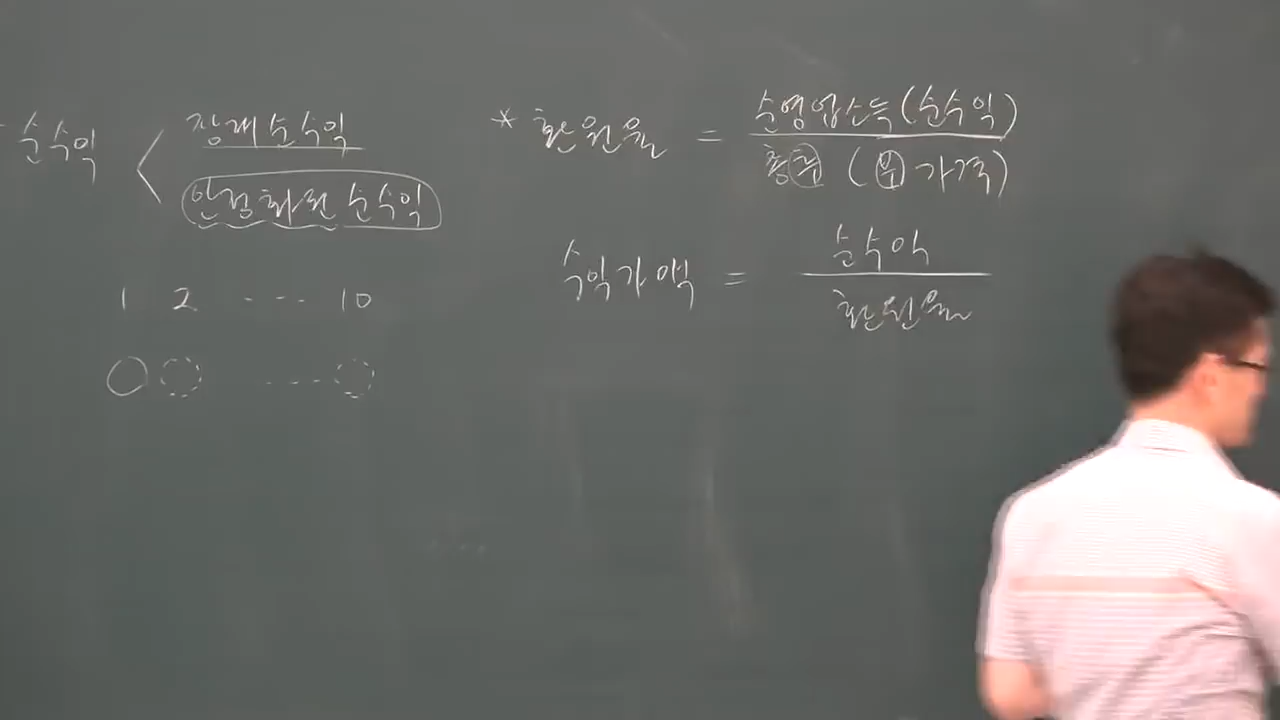 순수익 < 장래 순수익
안정화된 순수익
1 2 ---- 10
* 환원율 = 순영업소득 (순수익)
총투 (부가격)
수익가액 = 순수익
환원율